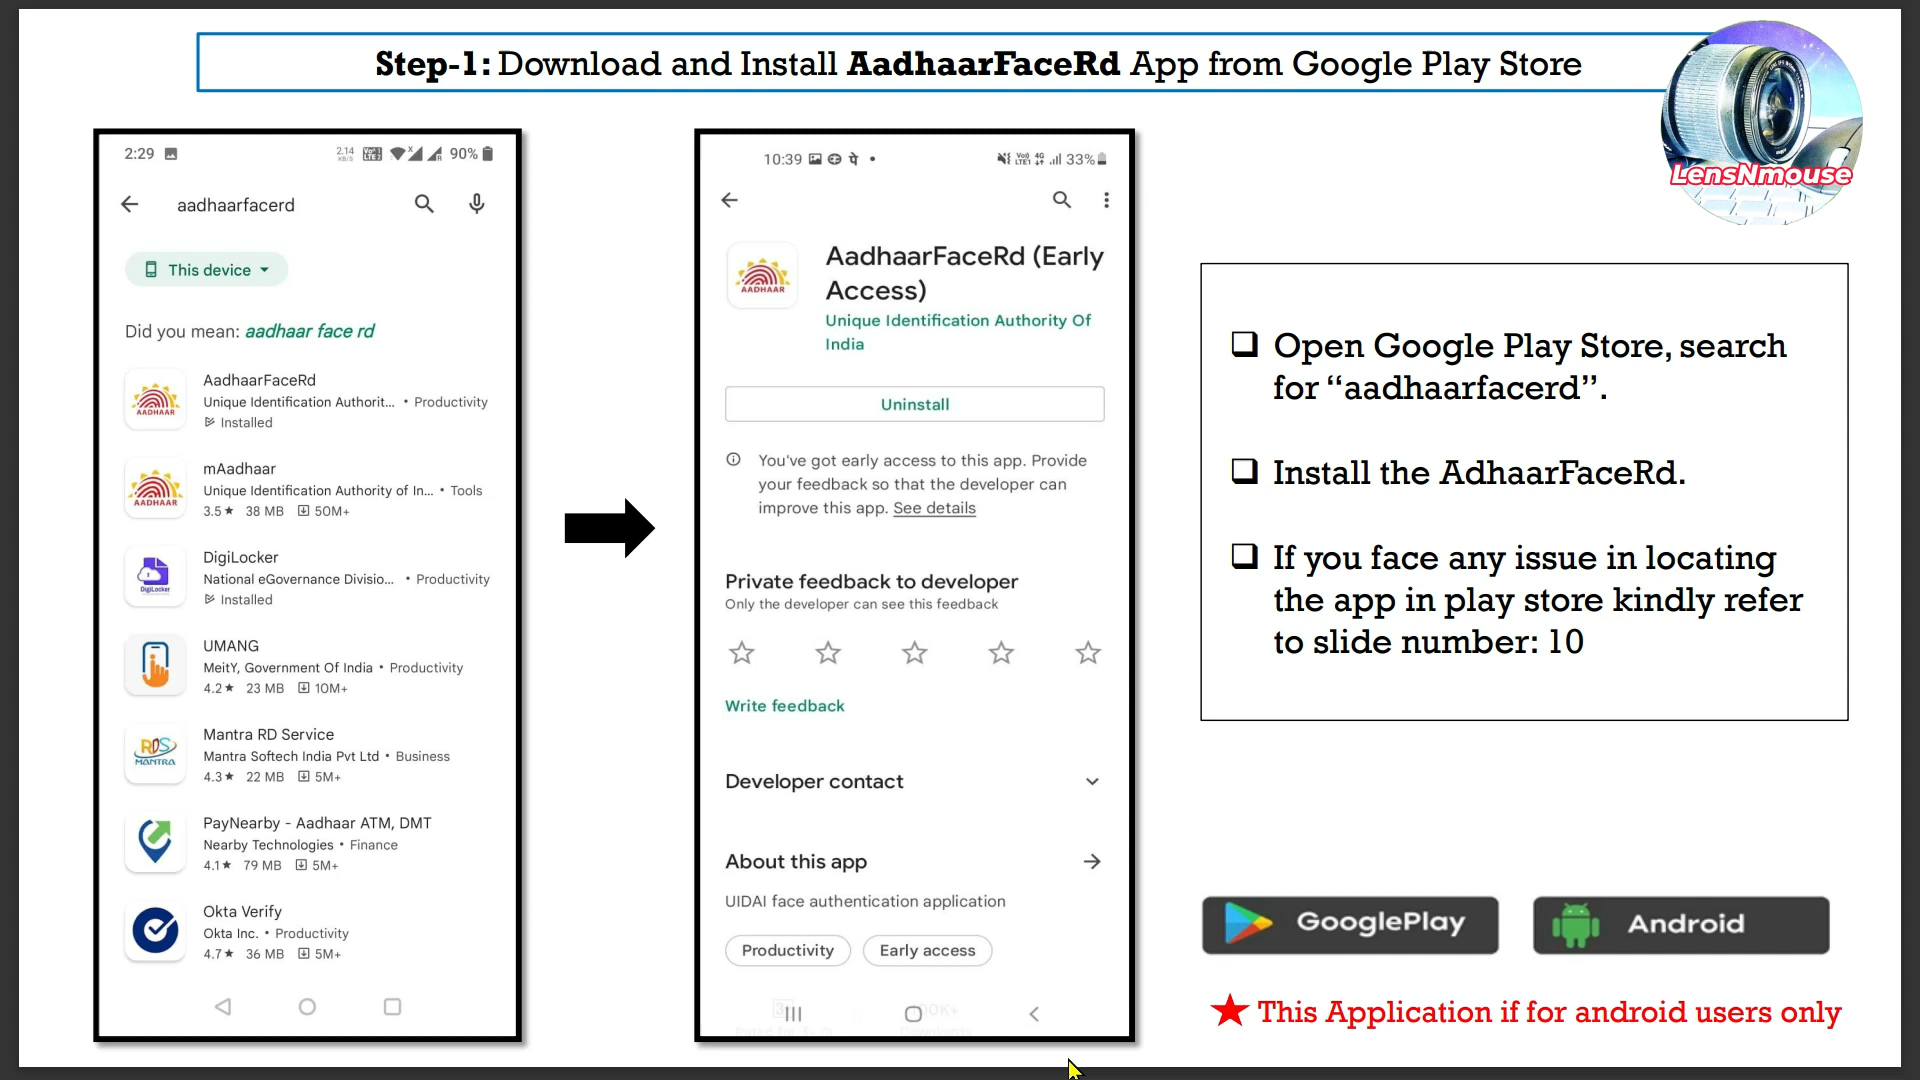 Step-1: Download and Install AadhaarFaceRd App from Google Play Store
LensNmouse
2:29
2.14
KB/S
90%
aadhaarfacerd
This device
Did you mean: aadhaar face rd
AADHAAR
AadhaarFaceRd
Unique Identification Authorit... • Productivity
Installed
AADHAAR
mAadhaar
Unique Identification Authority of In... • Tools
3.5★ 38 MB 50M+
DigiLocker
DigiLocker
National eGovernance Divisio... • Productivity
Installed
UMANG
MeitY, Government Of India • Productivity
4.2★ 23 MB 10M+
RDS
MANTRA
Mantra RD Service
Mantra Softech India Pvt Ltd • Business
4.3★ 22 MB 5M+
PayNearby - Aadhaar ATM, DMT
Nearby Technologies • Finance
4.1★ 79 MB 5M+
Okta Verify
Okta Inc. • Productivity
4.7★ 36 MB 5M+
10:39
33%
AADHAAR
AadhaarFaceRd (Early
Access)
Unique Identification Authority Of
India
Uninstall
You've got early access to this app. Provide
your feedback so that the developer can
improve this app. See details
Private feedback to developer
Only the developer can see this feedback
Write feedback
Developer contact
About this app
UIDAI face authentication application
Productivity
Early access
Open Google Play Store, search
for “aadhaarfacerd”.
Install the AdhaarFaceRd.
If you face any issue in locating
the app in play store kindly refer
to slide number: 10
GooglePlay
Android
This Application if for android users only